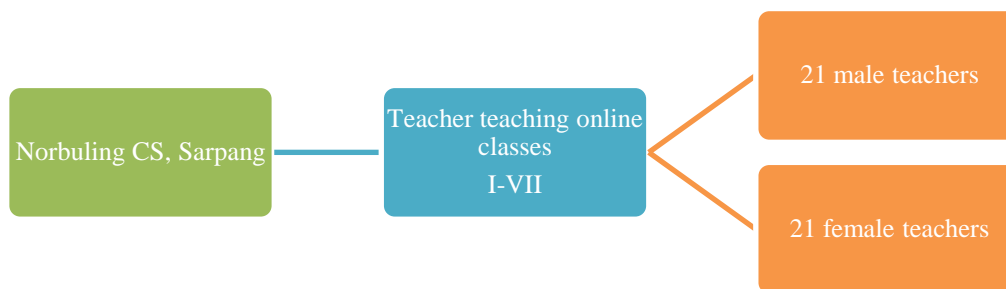 Norbuling CS, Sarpang
Teacher teaching online
classes
I-VII
21 male teachers
21 female teachers